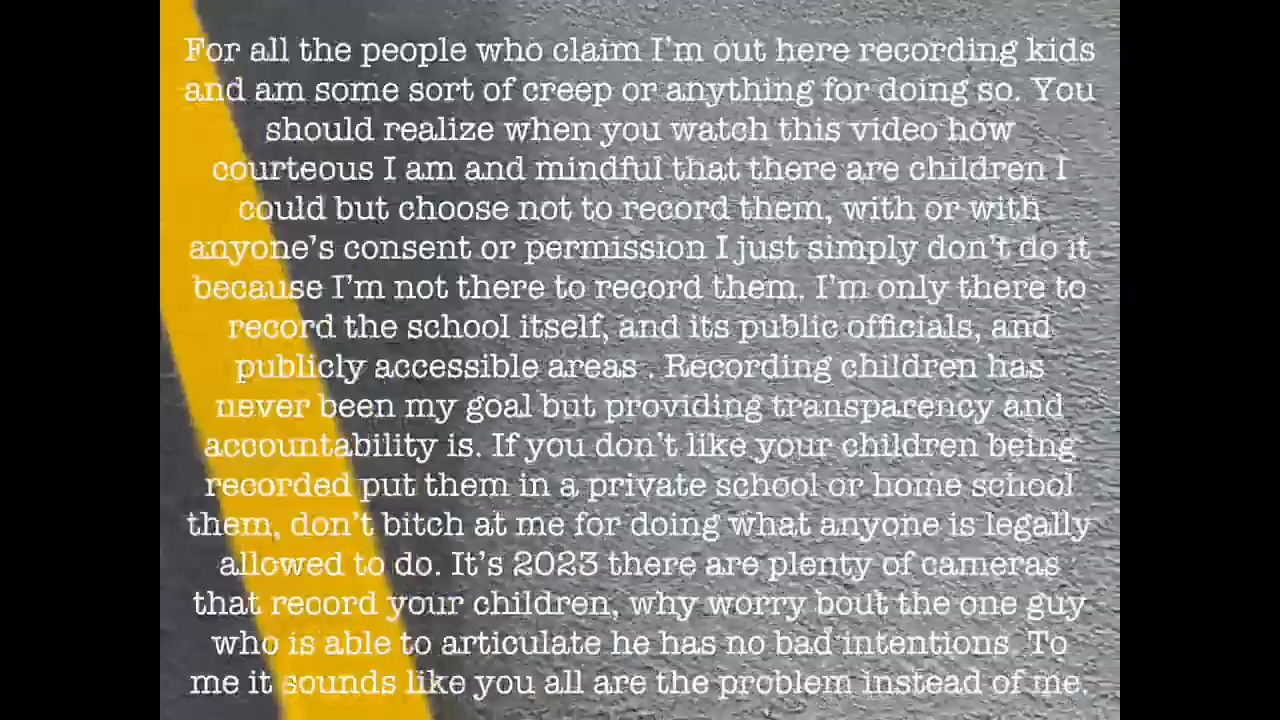 For all the people who claim I'm out here recording kids
and am some sort of creep or anything for doing so. You
should realize when you watch this video how
courteous I am and mindful that there are children I
could but choose not to record them, with or with
anyone's consent or permission I just simply don't do it
because I'm not there to record them. I'm only there to
record the school itself, and its public officials, and
publicly accessible areas . Recording children has
never been my goal but providing transparency and
accountability is. If you don't like your children being
recorded put them in a private school or home school
them, don't bitch at me for doing what anyone is legally
allowed to do. It's 2023 there are plenty of cameras
that record your children, why worry bout the one guy
who is able to articulate he has no bad intentions. To
me it sounds like you all are the problem instead of me.